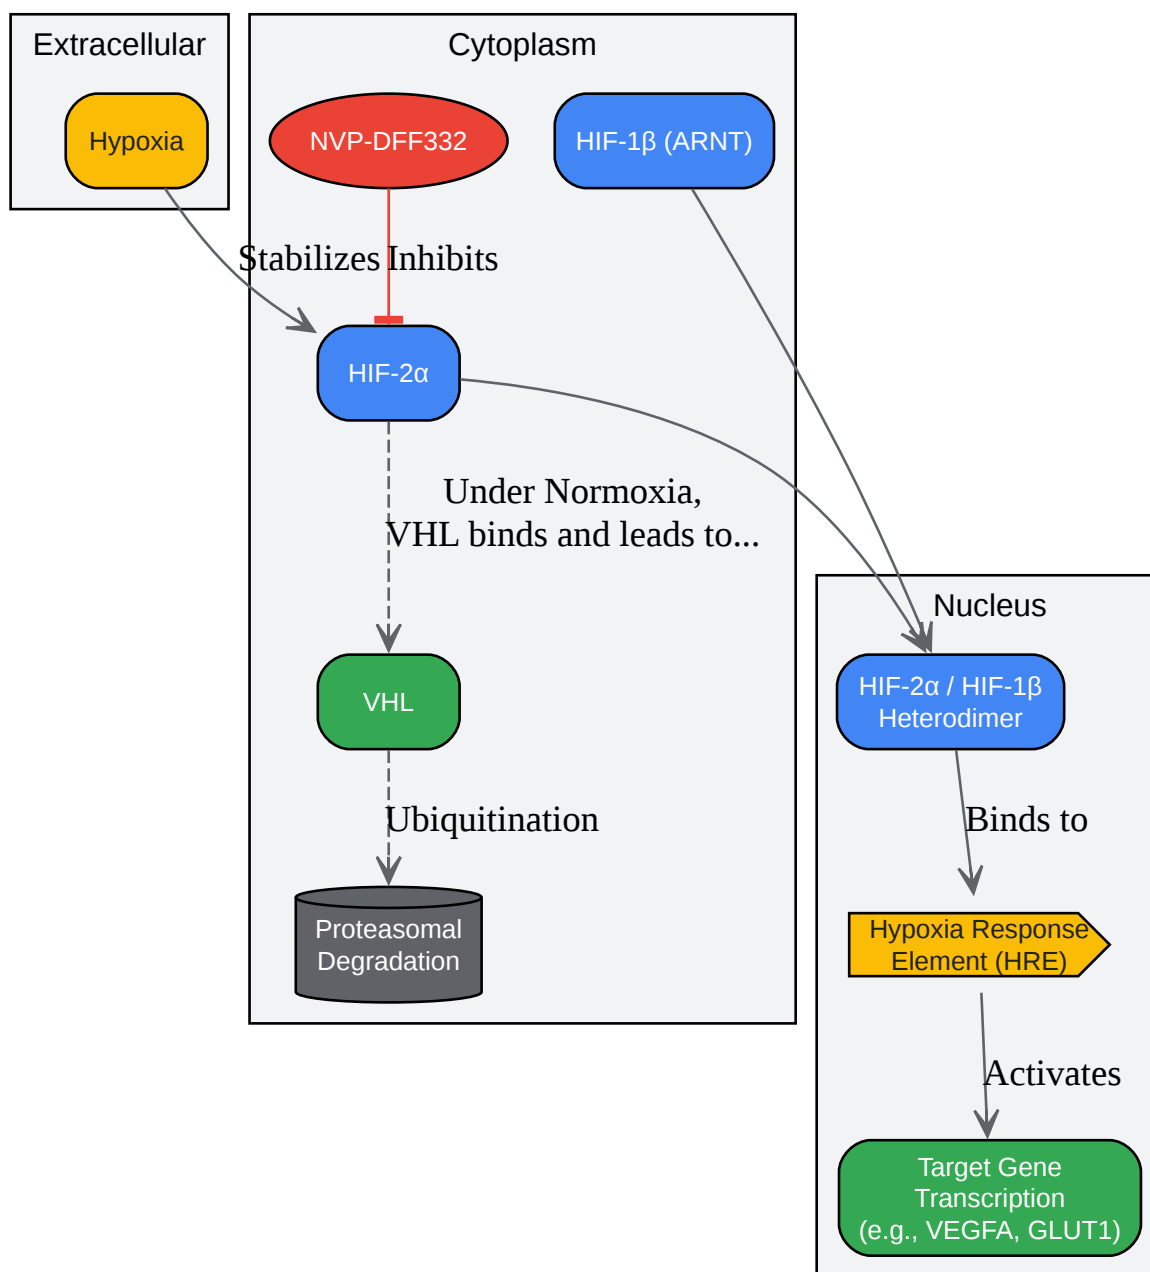 Extracellular
Cytoplasm
Hypoxia
NVP-DFF332
HIF-1β (ARNT)
Stabilizes
Inhibits
HIF-2α
Under Normoxia,
VHL binds and leads to...
Nucleus
VHL
HIF-2α / HIF-1β
Heterodimer
Ubiquitination
Binds to
Proteasomal
Degradation
Hypoxia Response
Element (HRE)
Activates
Target Gene
Transcription
(e.g., VEGFA, GLUT1)